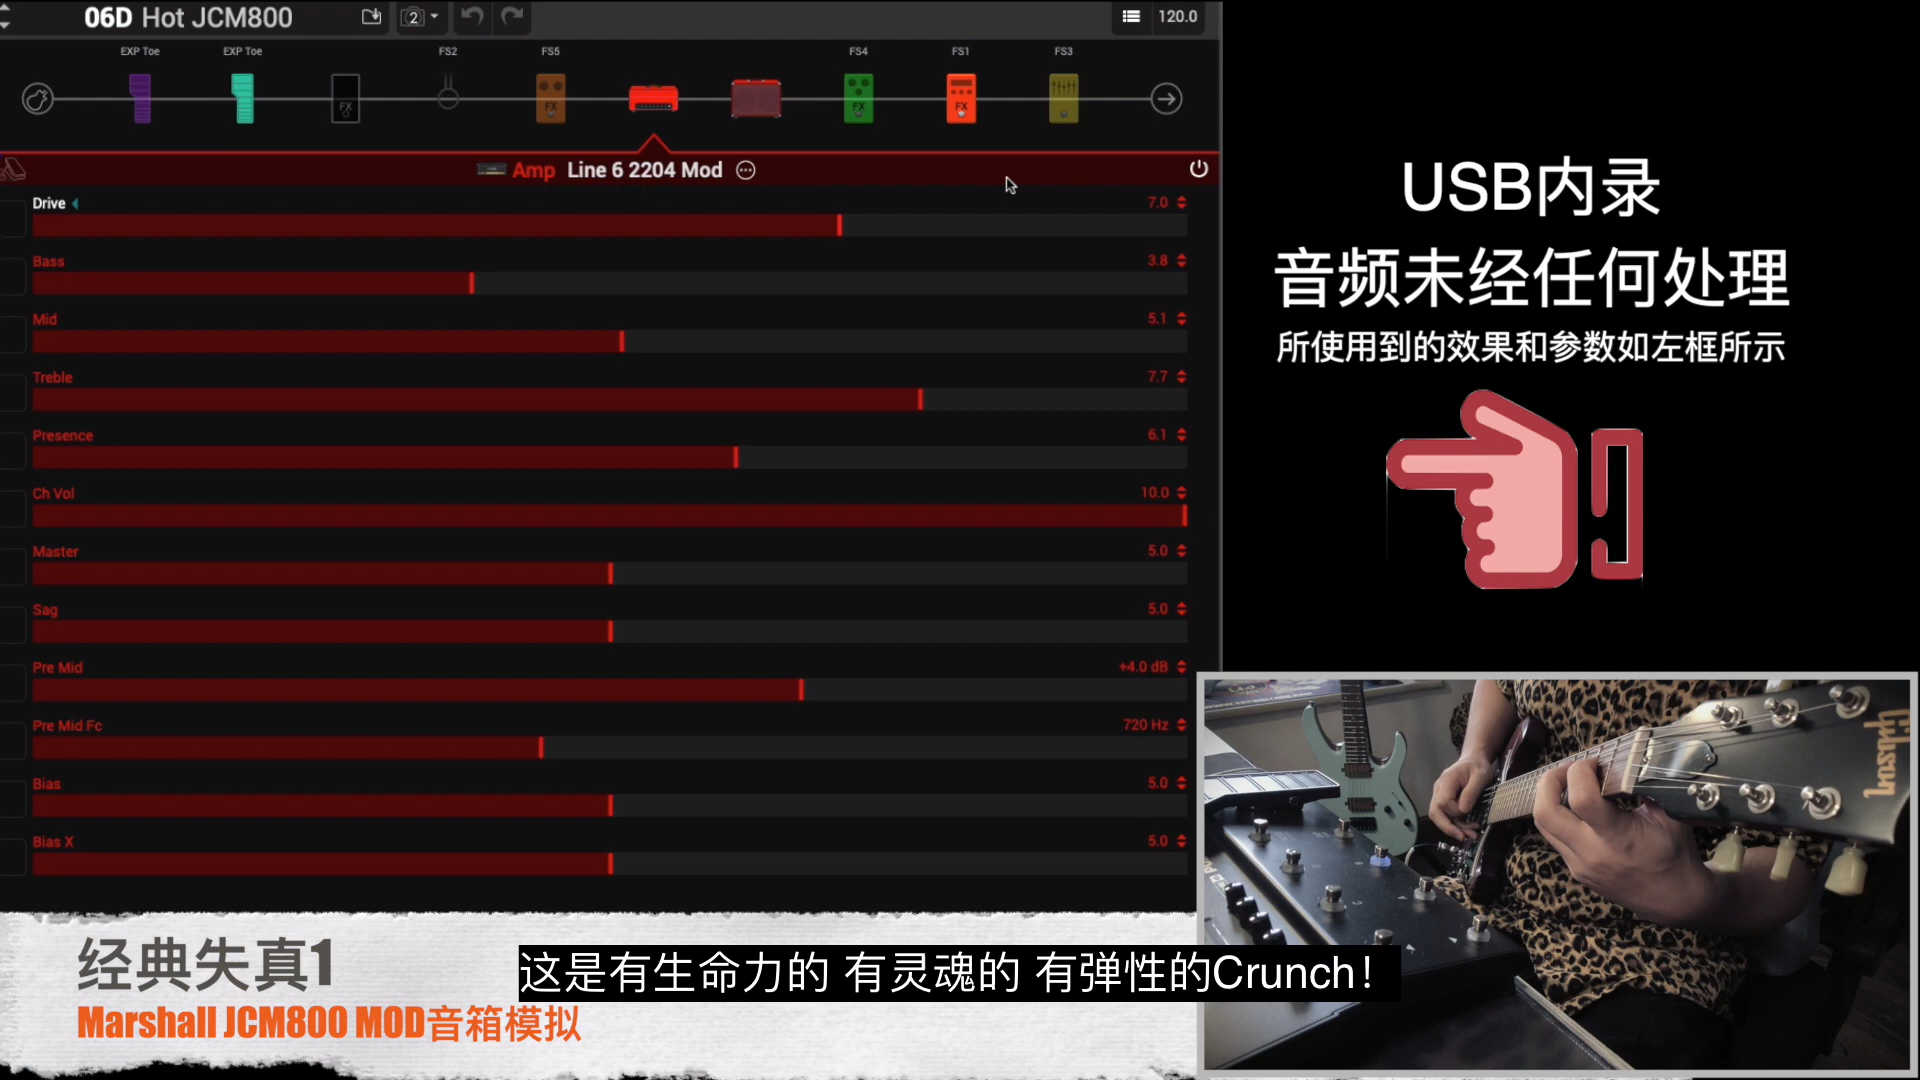 06D Hot JCM800
2
120.0
EXP Toe
EXP Toe
FS2
FS5
FS4
FS1
FS3
FX
FX
FX
FX
Amp Line 6 2204 Mod
Drive 7.0
Bass 3.8
Mid 5.1
Treble 7.7
Presence 6.1
Ch Vol 10.0
Master 5.0
Sag 5.0
Pre Mid +4.0 dB
Pre Mid Fc 720 Hz
Bias 5.0
Bias X 5.0
USB内录
音频未经任何处理
所使用到的效果和参数如左框所示
Gibson
经典失真1
Marshall JCM800 MOD音箱模拟
这是有生命力的 有灵魂的 有弹性的Crunch!